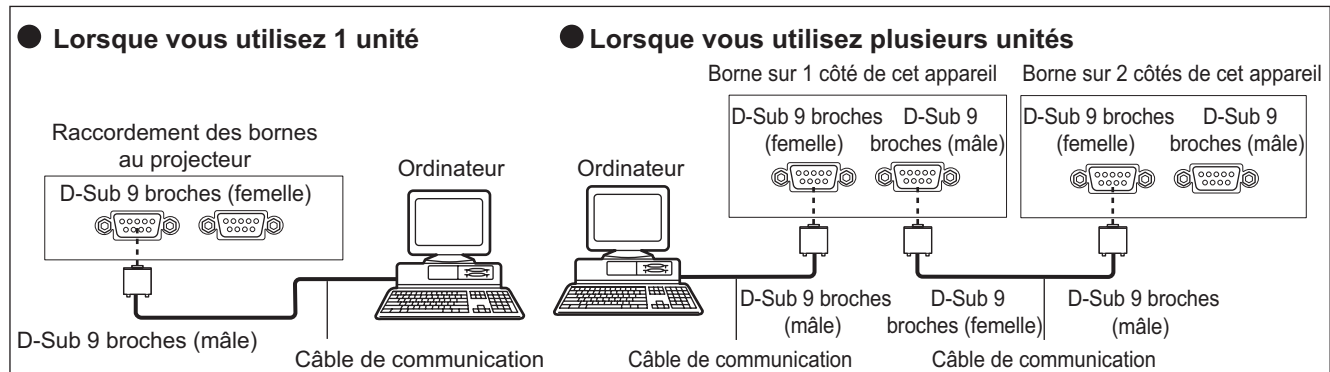 ● Lorsque vous utilisez 1 unité
Raccordement des bornes
au projecteur
D-Sub 9 broches (femelle)
Ordinateur
D-Sub 9 broches (mâle)
Câble de communication
● Lorsque vous utilisez plusieurs unités
Borne sur 1 côté de cet appareil
D-Sub 9 broches
(femelle)
D-Sub 9
broches (mâle)
Borne sur 2 côtés de cet appareil
D-Sub 9 broches
(femelle)
D-Sub 9
broches (mâle)
Ordinateur
D-Sub 9 broches
(mâle)
D-Sub 9
broches (femelle)
D-Sub 9 broches
(mâle)
Câble de communication
Câble de communication